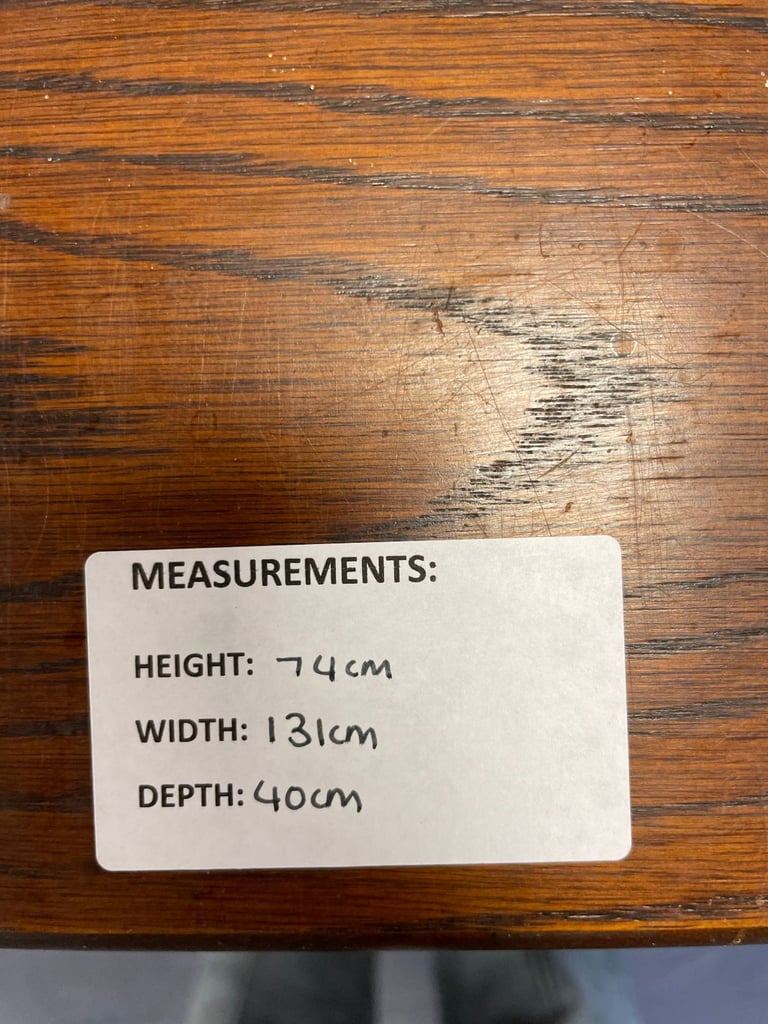 MEASUREMENTS:
HEIGHT: 74cm
WIDTH: 131cm
DEPTH: 40cm